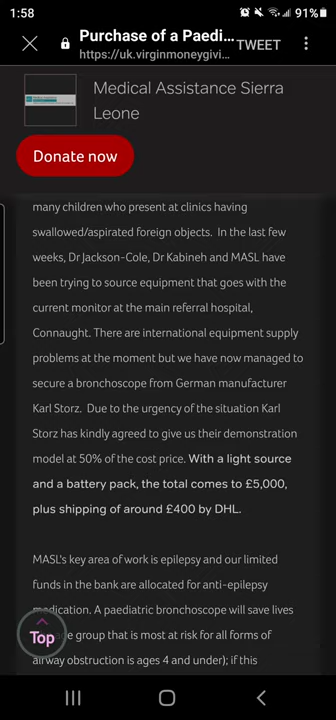 1:58
Purchase of a Paedi...
https://uk.virginmoneygivi...
TWEET
Medical Assistance Sierra
Leone
Donate now
many children who present at clinics having
swallowed/aspirated foreign objects. In the last few
weeks, Dr Jackson-Cole, Dr Kabineh and MASL have
been trying to source equipment that goes with the
current monitor at the main referral hospital,
Connaught. There are international equipment supply
problems at the moment but we have now managed to
secure a bronchoscope from German manufacturer
Karl Storz. Due to the urgency of the situation Karl
Storz has kindly agreed to give us their demonstration
model at 50% of the cost price. With a light source
and a battery pack, the total comes to £5,000,
plus shipping of around £400 by DHL.
MASL's key area of work is epilepsy and our limited
funds in the bank are allocated for anti-epilepsy
medication. A paediatric bronchoscope will save lives
Top
group that is most at risk for all forms of
airway obstruction is ages 4 and under); if this